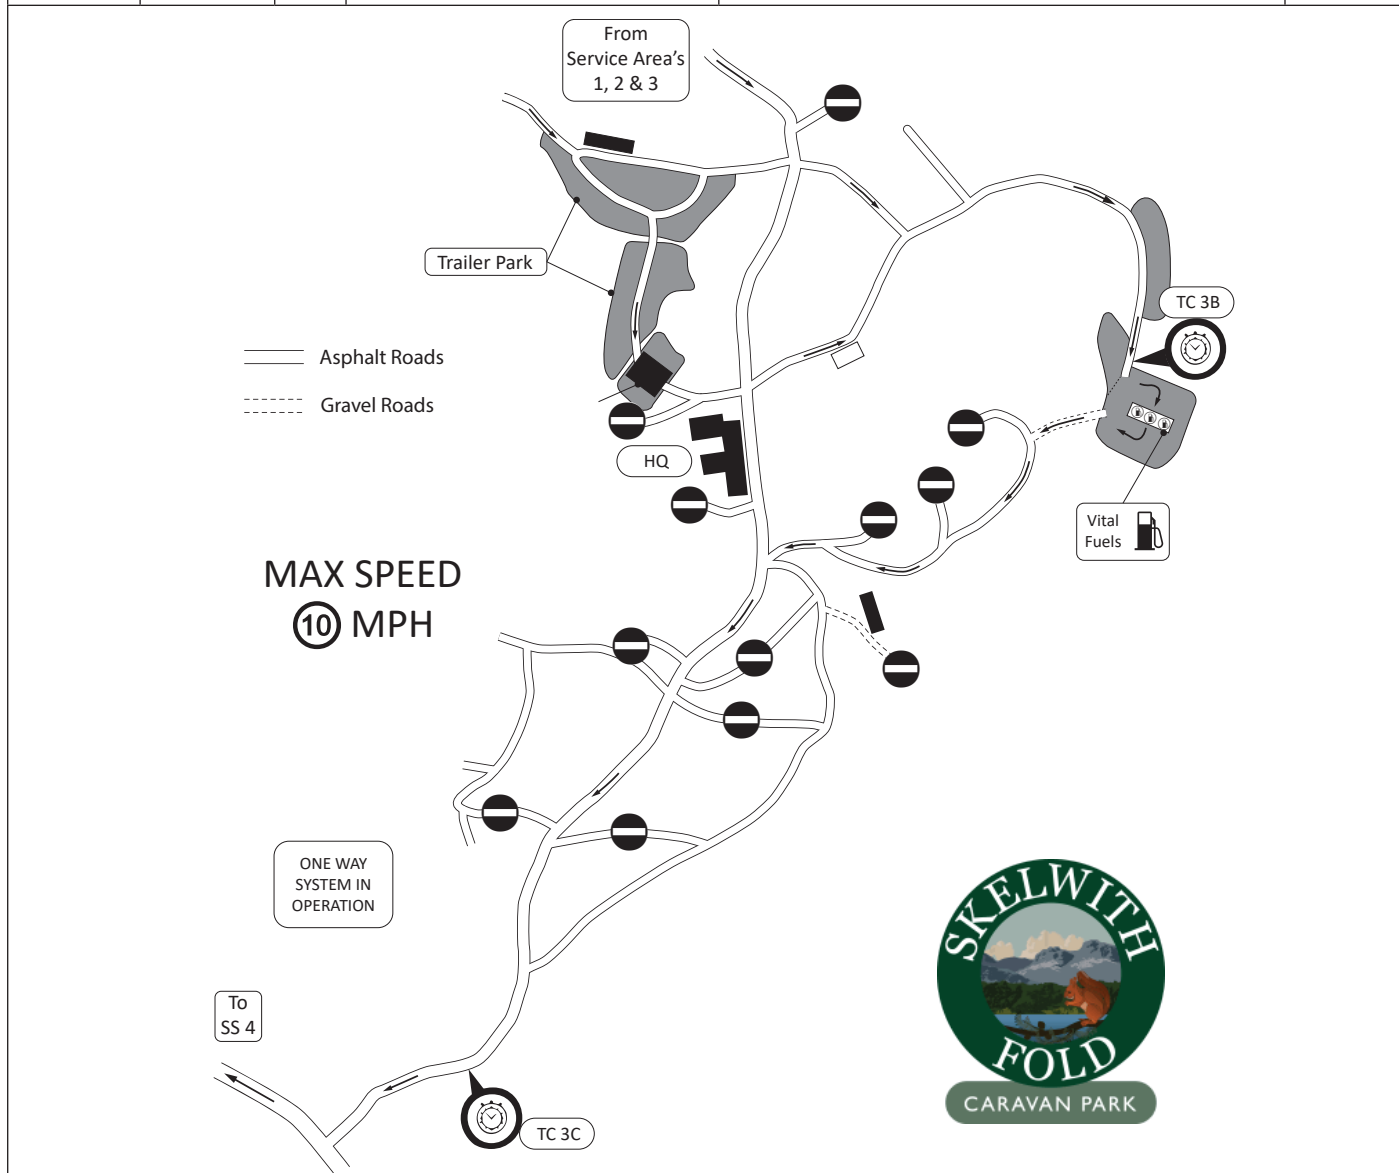 From
Service Area's
1, 2 & 3
Trailer Park
TC 3B
Asphalt Roads
Gravel Roads
HQ
Vital
Fuels
MAX SPEED
10 MPH
ONE WAY
SYSTEM IN
OPERATION
To
SS 4
TC 3C
SKELWITH
FOLD
CARAVAN PARK